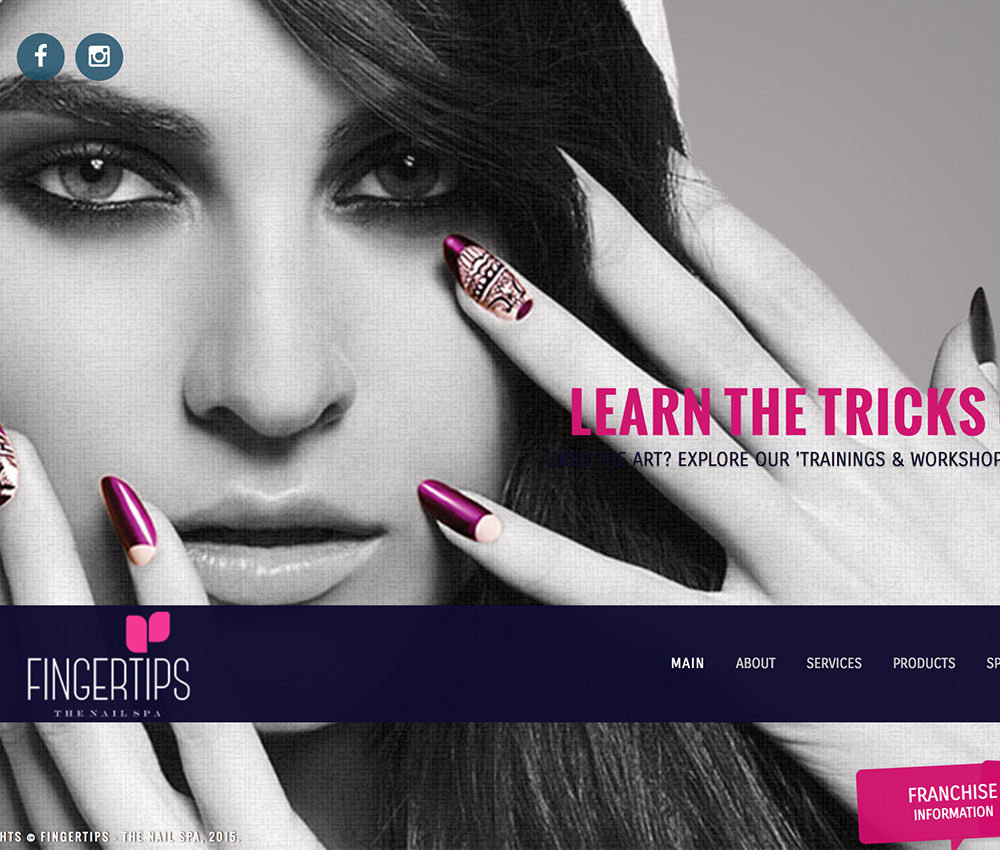 f
LEARN THE TRICKS
THE ART? EXPLORE OUR 'TRAININGS & WORKSHOP
FINGERTIPS
THE NAIL SPA
MAIN ABOUT SERVICES PRODUCTS SP
FRANCHISE
INFORMATION
HTS © FINGERTIPS - THE NAIL SPA, 2015.